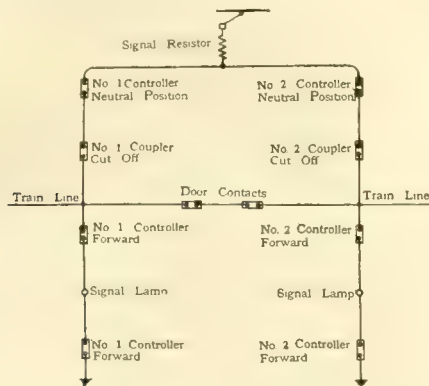 Signal Resistor
No 1 Controller
Neutral Position
No 2 Controller
Neutral Position
No 1 Coupler
Cut Off
No 2 Coupler
Cut Off
Train Line
Door Contacts
Train Line
No 1 Controller
Forward
No. 2 Controller
Forward
Signal Lamp
Signal Lamp
No 1 Controller
Forward
No 2 Controller
Forward